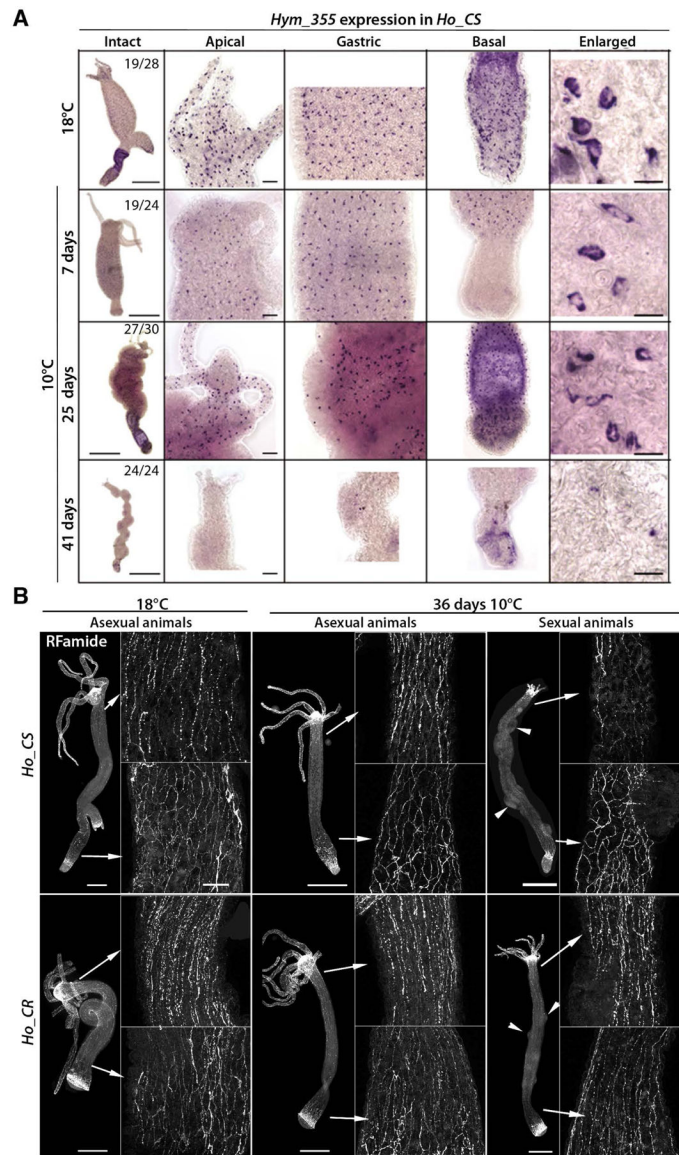 A
Hym_355 expression in Ho_CS
Intact Apical Gastric Basal Enlarged
18°C
19/28
10°C
7 days
19/24
25 days
27/30
41 days
24/24
B
18°C 36 days 10°C
Asexual animals Asexual animals Sexual animals
RFamide
Ho_CS
Ho_CR